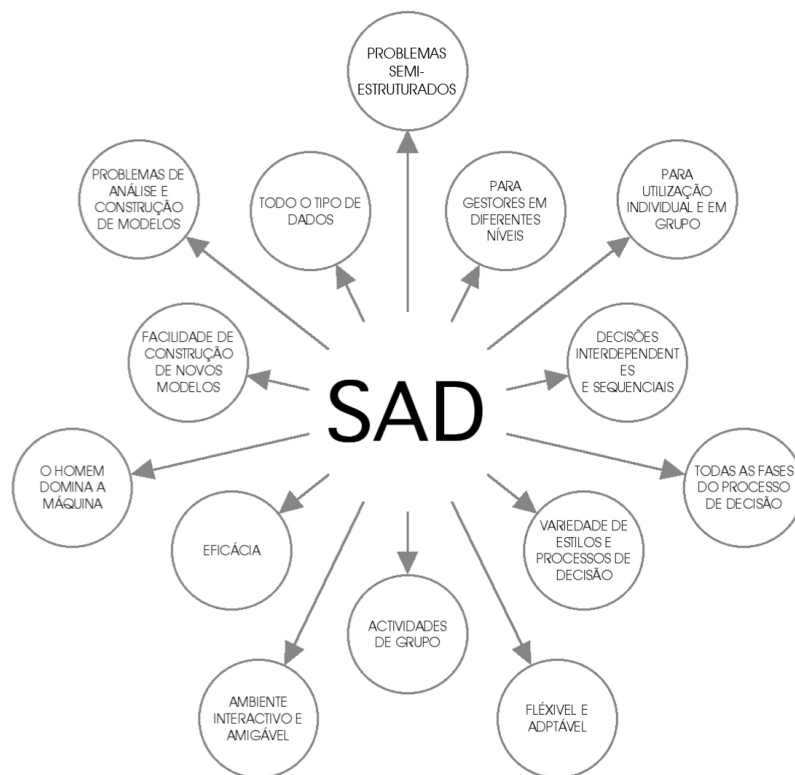 PROBLEMAS
SEMI-
ESTRUTURADOS
PROBLEMAS DE
ANÁLISE E
CONSTRUÇÃO
DE MODELOS
TODO O TIPO DE
DADOS
PARA
GESTORES EM
DIFERENTES
NÍVEIS
PARA
UTILIZAÇÃO
INDIVIDUAL E EM
GRUPO
FACILIDADE DE
CONSTRUÇÃO
DE NOVOS
MODELOS
DECISÕES
INTERDEPENDENT
ES
E SEQUENCIAIS
SAD
O HOMEM
DOMINA A
MÁQUINA
TODAS AS FASES
DO PROCESSO
DE DECISÃO
EFICÁCIA
VARIEDADE DE
ESTILOS E
PROCESSOS DE
DECISÃO
ACTIVIDADES
DE GRUPO
AMBIENTE
INTERACTIVO E
AMIGÁVEL
FLÉXIVEL E
ADPTÁVEL